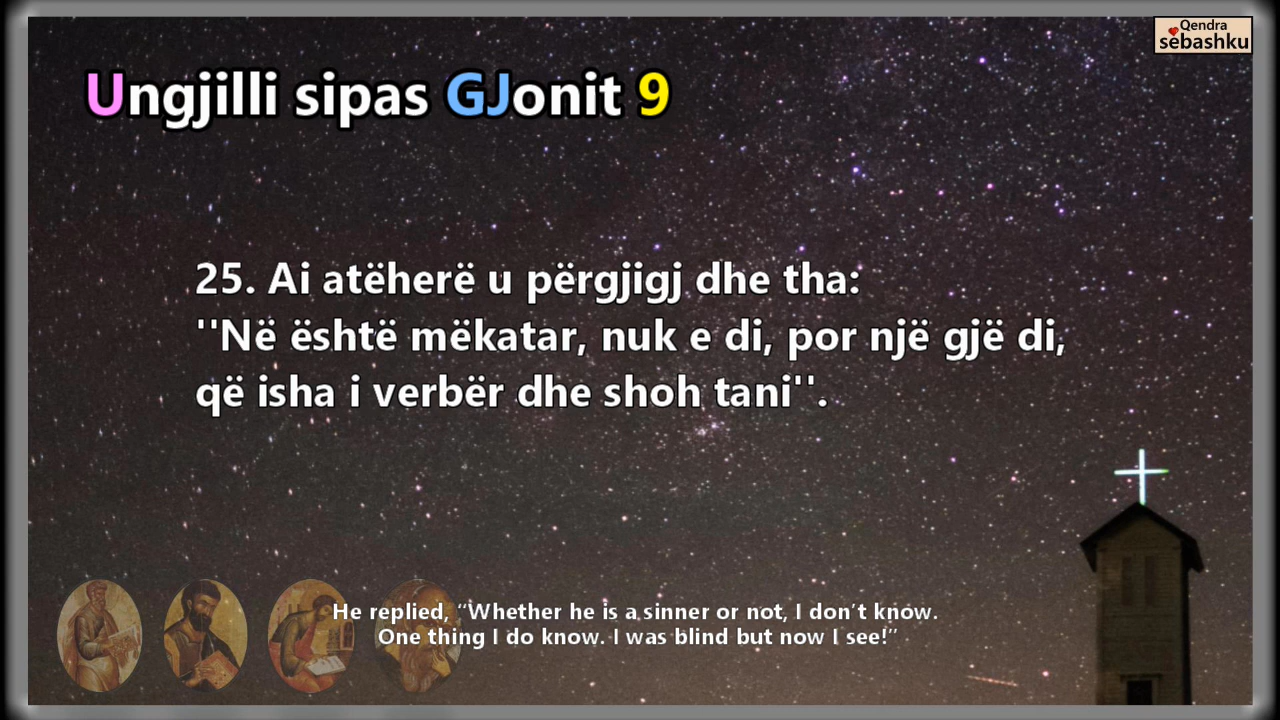 Qendra
sebashku
Ungjilli sipas GJonit 9
25. Ai atëherë u përgjigj dhe tha:
''Në është mëkatar, nuk e di, por një gjë di,
që isha i verbër dhe shoh tani''.
He replied, “Whether he is a sinner or not, I don’t know.
One thing I do know. I was blind but now I see!”